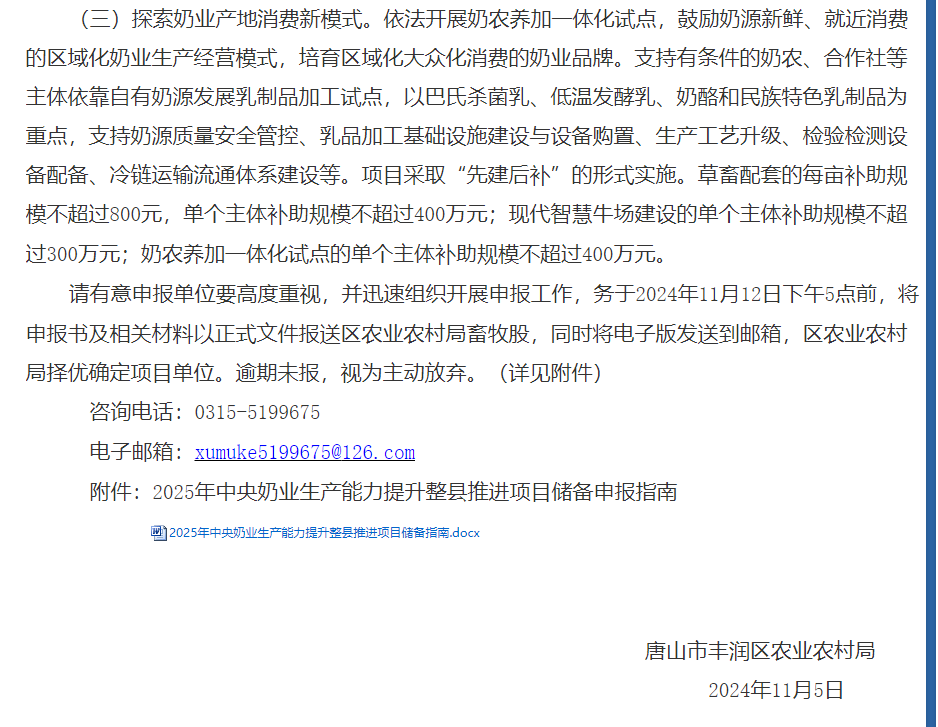 （三）探索奶业产地消费新模式。依法开展奶农养加一体化试点，鼓励奶源新鲜、就近消费
的区域化奶业生产经营模式，培育区域化大众化消费的奶业品牌。支持有条件的奶农、合作社等
主体依靠自有奶源发展乳制品加工试点，以巴氏杀菌乳、低温发酵乳、奶酪和民族特色乳制品为
重点，支持奶源质量安全管控、乳品加工基础设施建设与设备购置、生产工艺升级、检验检测设
备配备、冷链运输流通体系建设等。项目采取“先建后补”的形式实施。草畜配套的每亩补助规
模不超过800元，单个主体补助规模不超过400万元；现代智慧牛场建设的单个主体补助规模不超
过300万元；奶农养加一体化试点的单个主体补助规模不超过400万元。
请有意申报单位要高度重视，并迅速组织开展申报工作，务于2024年11月12日下午5点前，将
申报书及相关材料以正式文件报送区农业农村局畜牧股，同时将电子版发送到邮箱，区农业农村
局择优确定项目单位。逾期未报，视为主动放弃。（详见附件）
咨询电话：0315-5199675
电子邮箱：xumuke5199675@126.com
附件：2025年中央奶业生产能力提升整县推进项目储备申报指南
2025年中央奶业生产能力提升整县推进项目储备指南.docx
唐山市丰润区农业农村局
2024年11月5日